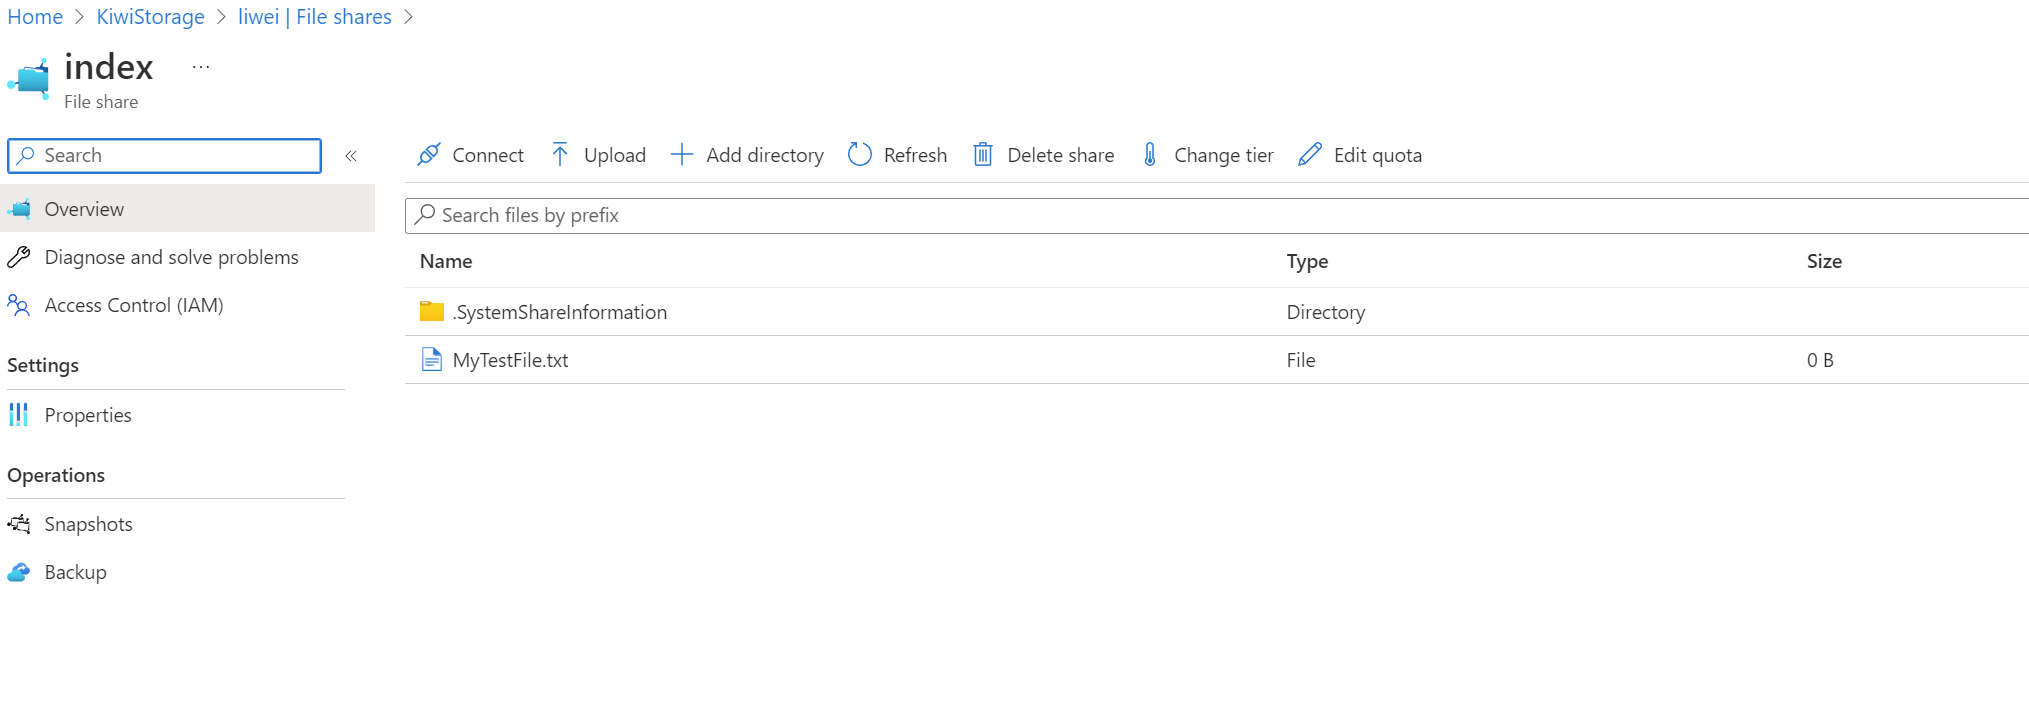 Home > KiwiStorage > liwei | File shares >
index ...
File share
Search «
Connect Upload Add directory Refresh Delete share Change tier Edit quota
Overview
Diagnose and solve problems
Access Control (IAM)
Settings
Properties
Operations
Snapshots
Backup
Search files by prefix
Name Type Size
.SystemShareInformation Directory
MyTestFile.txt File 0 B